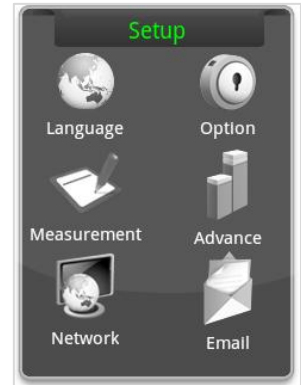 Setup
Language
Option
Measurement
Advance
Network
Email